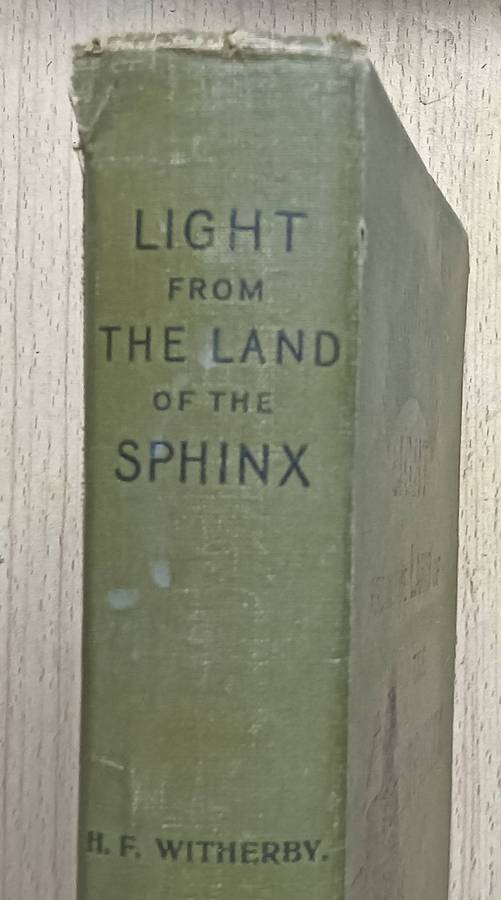 LIGHT
FROM
THE LAND
OF THE
SPHINX
H. F. WITHERBY.